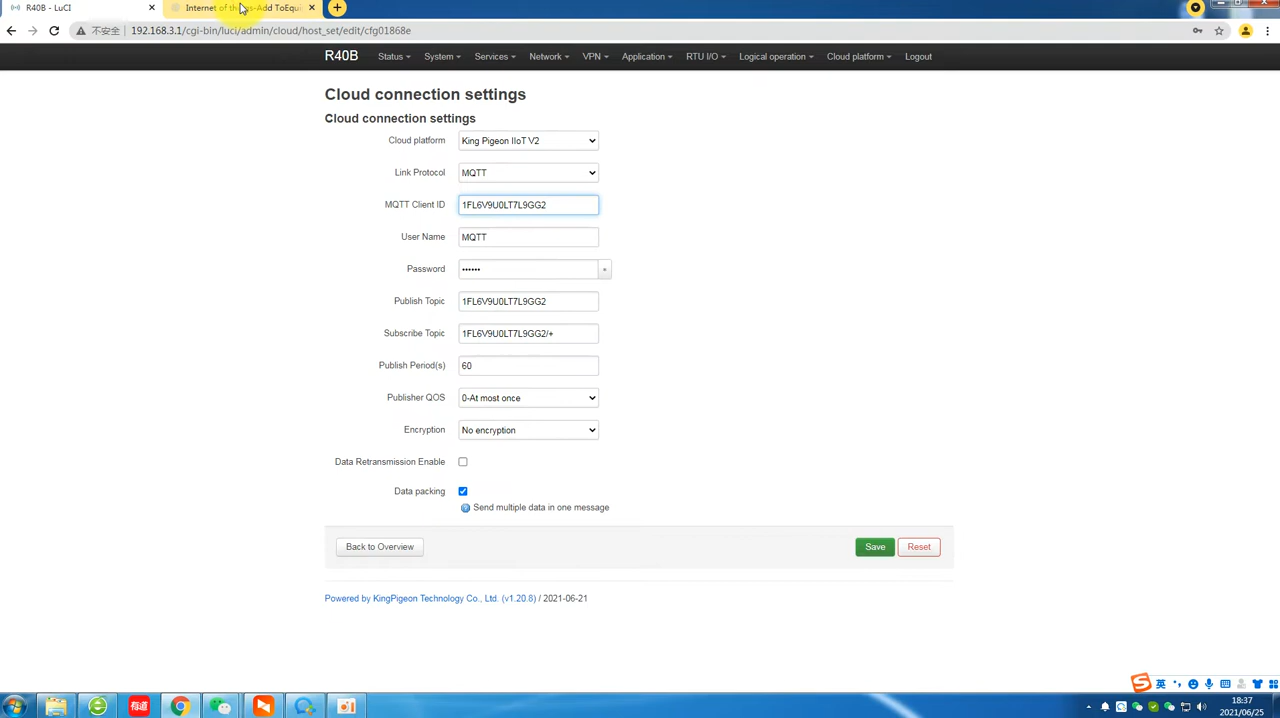 R40B - LuCI
Internet of things-Add ToEqui
不安全 192.168.3.1/cgi-bin/luci/admin/cloud/host_set/edit/cfg01868e
R40B Status System Services Network VPN Application RTU I/O Logical operation Cloud platform Logout
Cloud connection settings
Cloud connection settings
Cloud platform King Pigeon IIoT V2
Link Protocol MQTT
MQTT Client ID 1FL6V9U0LT7L9GG2
User Name MQTT
Password ••••••
Publish Topic 1FL6V9U0LT7L9GG2
Subscribe Topic 1FL6V9U0LT7L9GG2/+
Publish Period(s) 60
Publisher QOS 0-At most once
Encryption No encryption
Data Retransmission Enable
Data packing
Send multiple data in one message
Back to Overview Save Reset
Powered by KingPigeon Technology Co., Ltd. (v1.20.8) / 2021-06-21
英
有道
18:37
2021/06/25